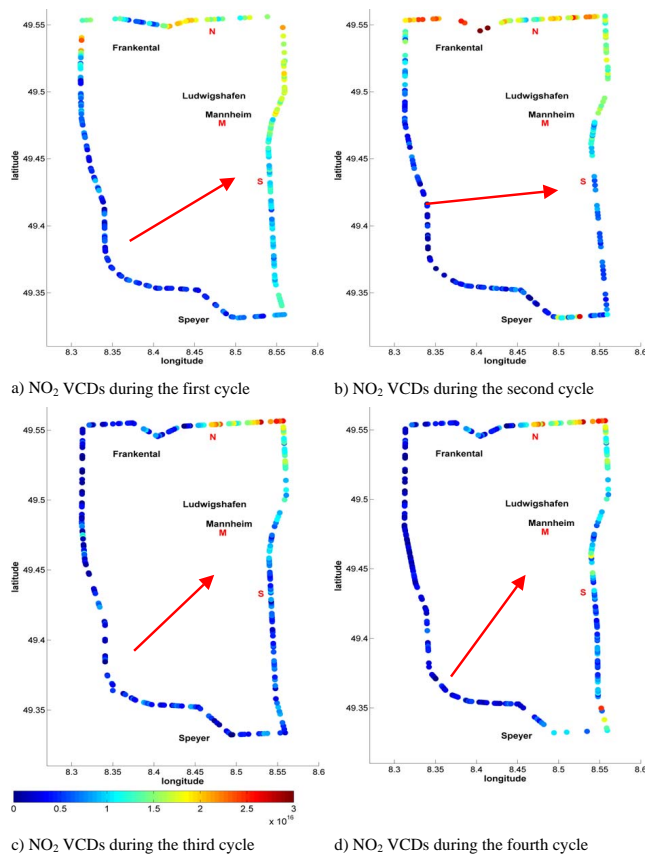 49.55
49.5
49.45
49.4
49.35
latitude
Frankental
N
Ludwigshafen
Mannheim
M
S
Speyer
8.3 8.35 8.4 8.45 8.5 8.55 8.6
longitude
a) NO2 VCDs during the first cycle
49.55
49.5
49.45
49.4
49.35
latitude
Frankental
N
Ludwigshafen
Mannheim
M
S
Speyer
8.3 8.35 8.4 8.45 8.5 8.55 8.6
longitude
b) NO2 VCDs during the second cycle
49.55
49.5
49.45
49.4
49.35
latitude
Frankental
N
Ludwigshafen
Mannheim
M
S
Speyer
8.3 8.35 8.4 8.45 8.5 8.55 8.6
longitude
0 0.5 1 1.5 2 2.5 3
x 10^16
c) NO2 VCDs during the third cycle
49.55
49.5
49.45
49.4
49.35
latitude
Frankental
N
Ludwigshafen
Mannheim
M
S
Speyer
8.3 8.35 8.4 8.45 8.5 8.55 8.6
longitude
d) NO2 VCDs during the fourth cycle